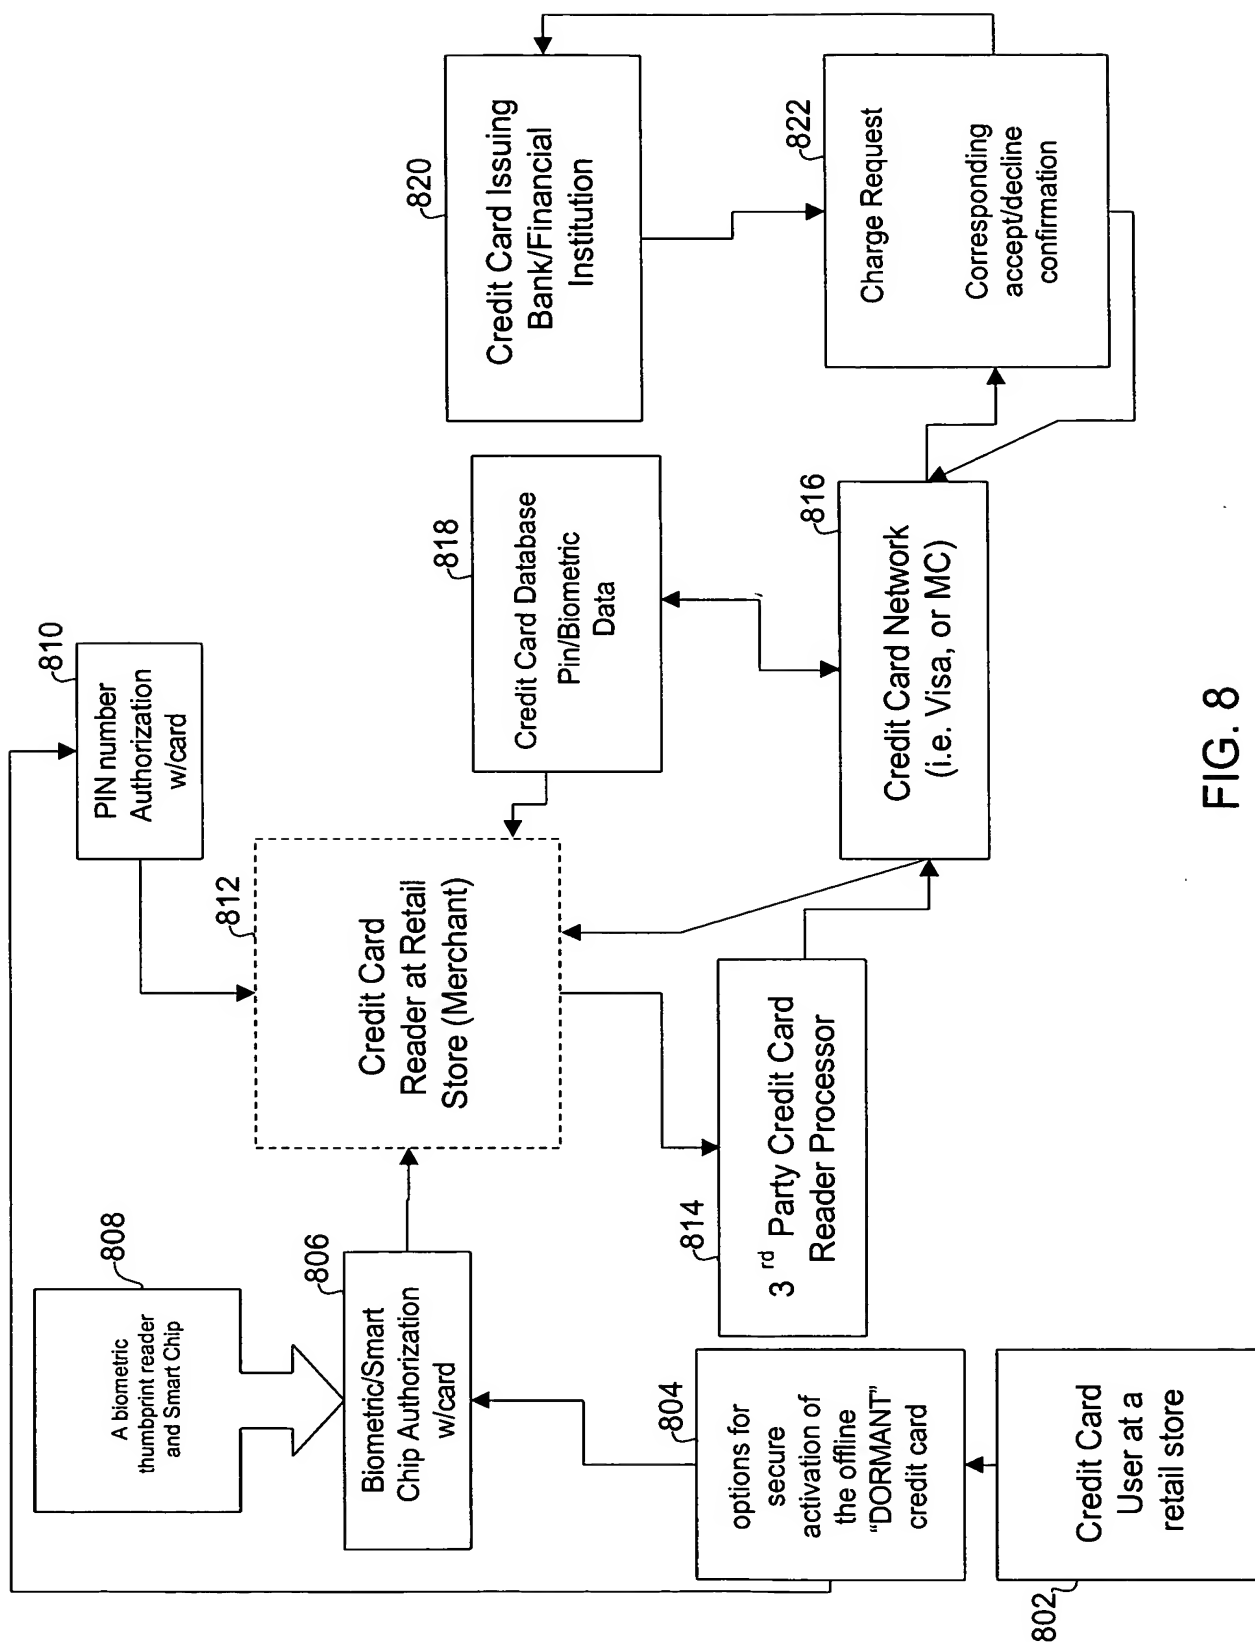 808
A biometric
thumbprint reader
and Smart Chip
806
Biometric/Smart
Chip Authorization
w/card
804
options for
secure
activation of
the offline
“DORMANT”
credit card
802
Credit Card
User at a
retail store
810
PIN number
Authorization
w/card
812
Credit Card
Reader at Retail
Store (Merchant)
814
3 rd Party Credit Card
Reader Processor
818
Credit Card Database
Pin/Biometric
Data
816
Credit Card Network
(i.e. Visa, or MC)
820
Credit Card Issuing
Bank/Financial
Institution
822
Charge Request
Corresponding
accept/decline
confirmation
FIG. 8